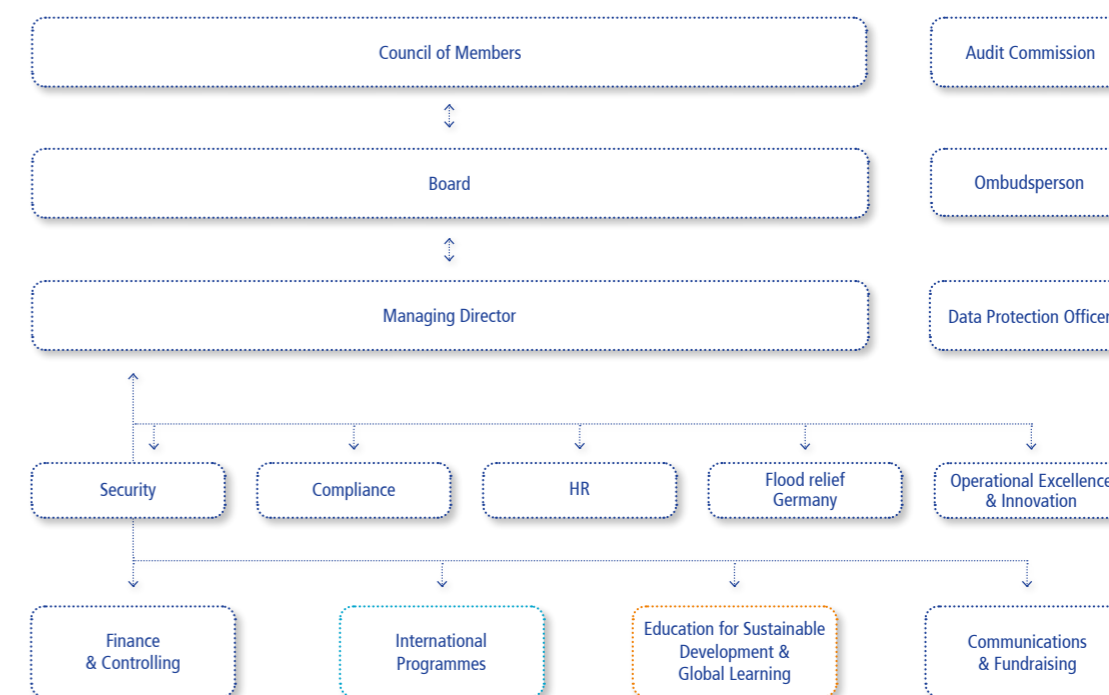 Council of Members
Audit Commission
Board
Ombudsperson
Managing Director
Data Protection Officer
Security
Compliance
HR
Flood relief
Germany
Operational Excellence
& Innovation
Finance
& Controlling
International
Programmes
Education for Sustainable
Development &
Global Learning
Communications
& Fundraising